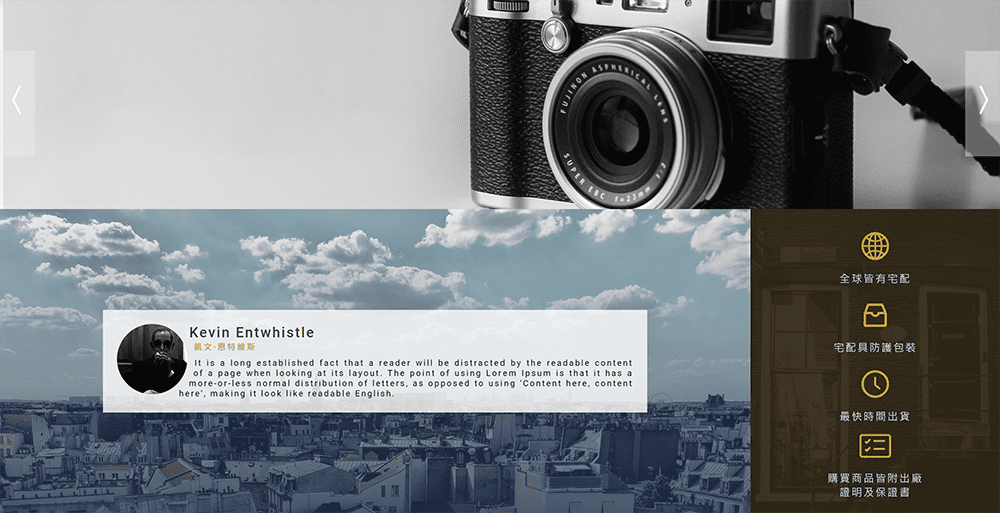 FUJINON ASPHERICAL LENS
SUPER EBC f=23mm f/2
Kevin Entwhistle
凱文·恩特維斯
It is a long established fact that a reader will be distracted by the readable content
of a page when looking at its layout. The point of using Lorem Ipsum is that it has a
more-or-less normal distribution of letters, as opposed to using 'Content here, content
here', making it look like readable English.
全球皆有宅配
宅配具防護包裝
最快時間出貨
購買商品皆附出廠
證明及保證書